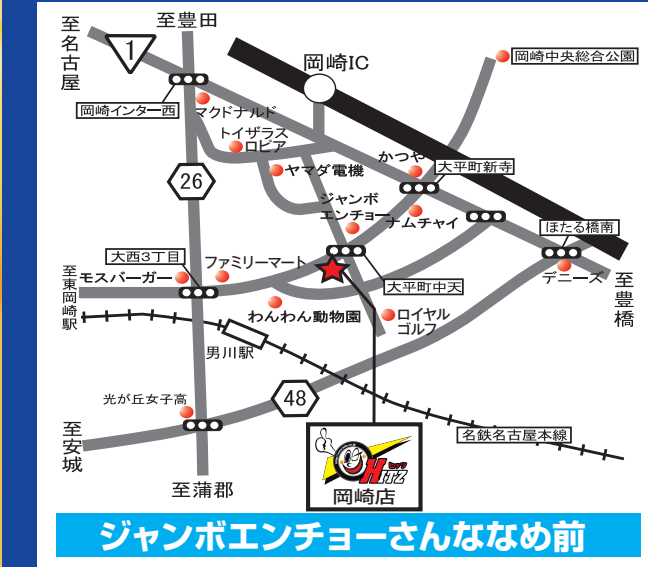 至豊田
至名古屋
1
岡崎IC
岡崎中央総合公園
岡崎インター西
マクドナルド
トイザラス
ロピア
かつや
大平町新寺
ヤマダ電機
26
ジャンボ
エンチョー
ナムチャイ
ほたる橋南
大西3丁目
ファミリーマート
至東岡崎駅
モスバーガー
デニーズ
大平町中天
至豊橋
わんわん動物園
ロイヤル
ゴルフ
男川駅
光が丘女子高
48
至安城
名鉄名古屋本線
ヒッツ
HITZ
岡崎店
至蒲郡
ジャンボエンチョーさんななめ前